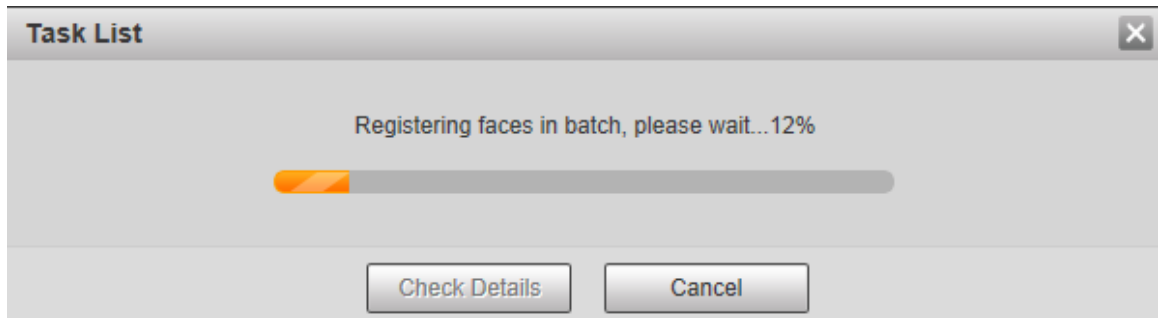 Task List
Registering faces in batch, please wait...12%
Check Details
Cancel